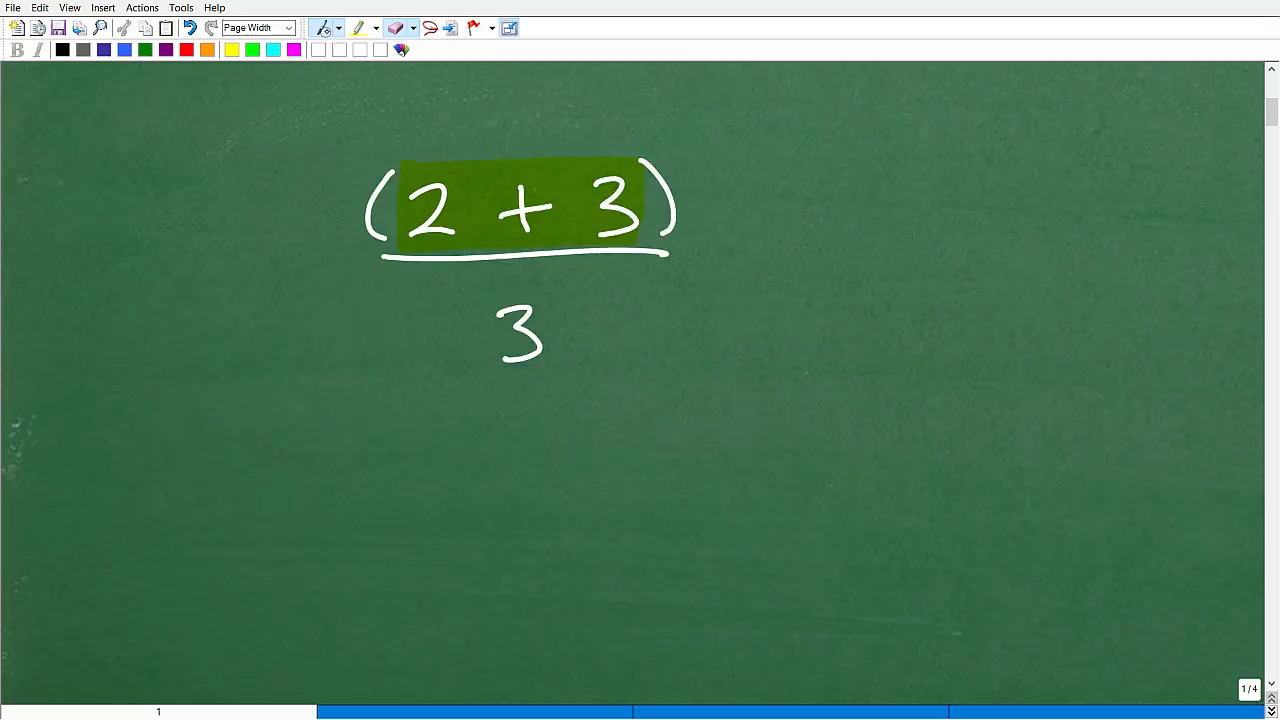 File Edit View Insert Actions Tools Help
Page Width
B I
(2 + 3)
3
1 / 4
1